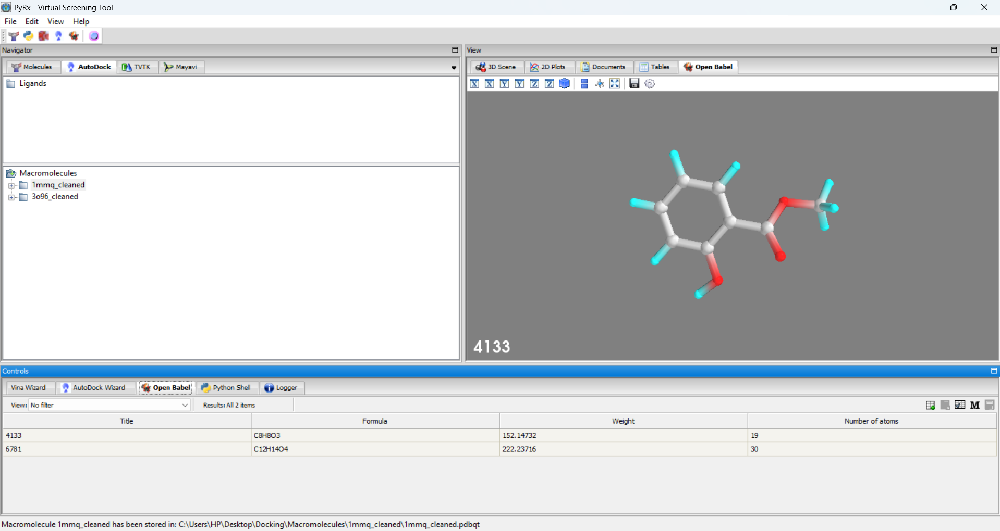 PyRx - Virtual Screening Tool
File Edit View Help
Navigator
View
Molecules AutoDock TVTK Mayavi
3D Scene 2D Plots Documents Tables Open Babel
X X Y Y Z Z
Ligands
Macromolecules
1mmq_cleaned
3o96_cleaned
4133
Controls
Vina Wizard AutoDock Wizard Open Babel Python Shell Logger
View: No filter Results: All 2 items M
Title Formula Weight Number of atoms
4133 C8H8O3 152.14732 19
6781 C12H14O4 222.23716 30
Macromolecule 1mmq_cleaned has been stored in: C:\Users\HP\Desktop\Docking\Macromolecules\1mmq_cleaned\1mmq_cleaned.pdbqt